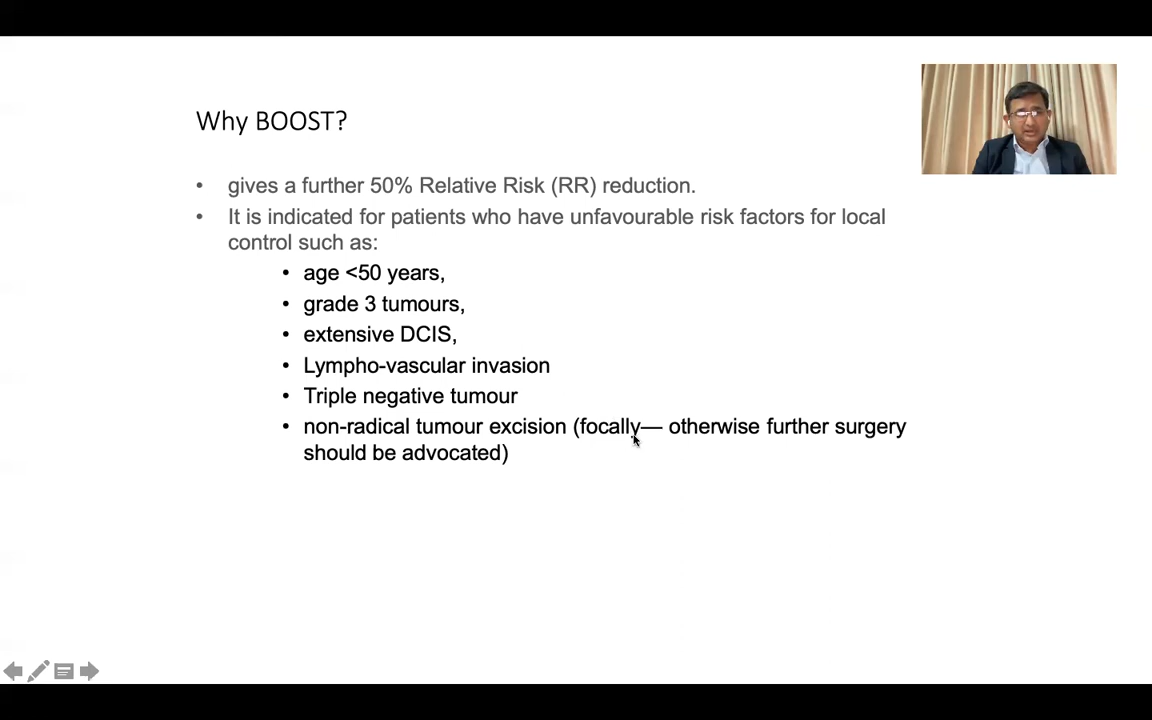 Why BOOST?
• gives a further 50% Relative Risk (RR) reduction.
• It is indicated for patients who have unfavourable risk factors for local
control such as:
• age <50 years,
• grade 3 tumours,
• extensive DCIS,
• Lympho-vascular invasion
• Triple negative tumour
• non-radical tumour excision (focally— otherwise further surgery
should be advocated)